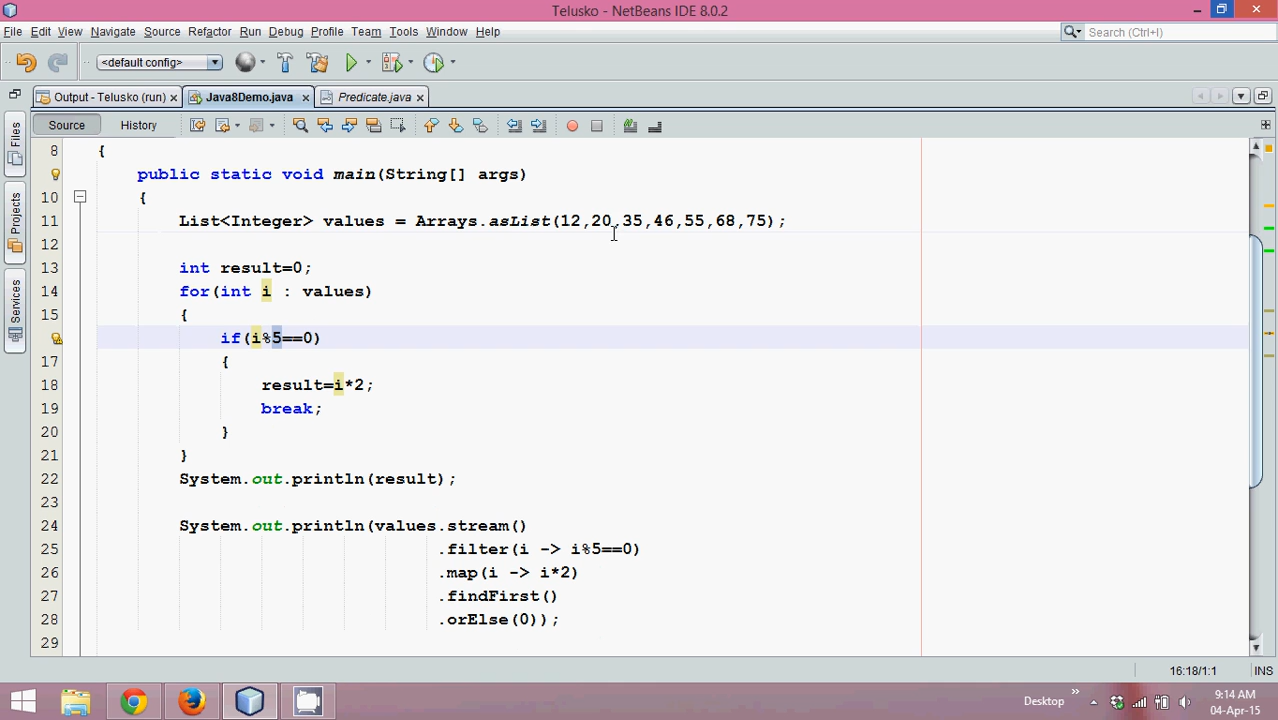 Telusko - NetBeans IDE 8.0.2
File Edit View Navigate Source Refactor Run Debug Profile Team Tools Window Help
Search (Ctrl+I)
<default config>
Output - Telusko (run) Java8Demo.java Predicate.java
Source History
Files
Projects
Services
8 {
public static void main(String[] args)
10 {
11 List<Integer> values = Arrays.asList(12,20,35,46,55,68,75);
12
13 int result=0;
14 for(int i : values)
15 {
if(i%5==0)
17 {
18 result=i*2;
19 break;
20 }
21 }
22 System.out.println(result);
23
24 System.out.println(values.stream()
25 .filter(i -> i%5==0)
26 .map(i -> i*2)
27 .findFirst()
28 .orElse(0));
29
16:18/1:1 INS
Desktop
9:14 AM
04-Apr-15